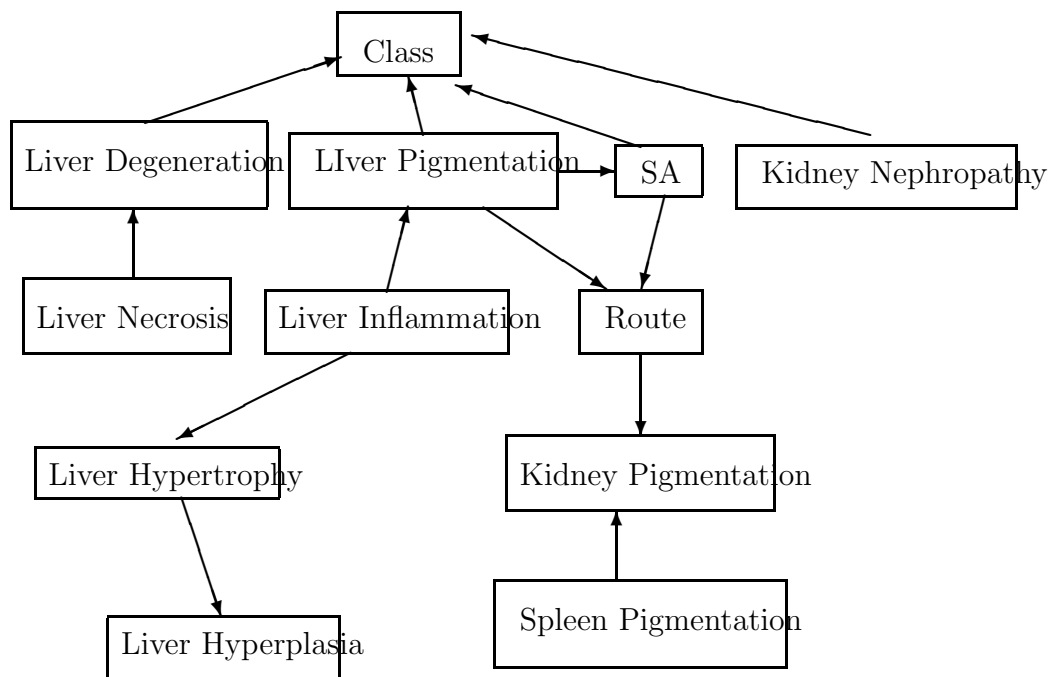 Class
Liver Degeneration
LIver Pigmentation
SA
Kidney Nephropathy
Liver Necrosis
Liver Inflammation
Route
Liver Hypertrophy
Kidney Pigmentation
Spleen Pigmentation
Liver Hyperplasia